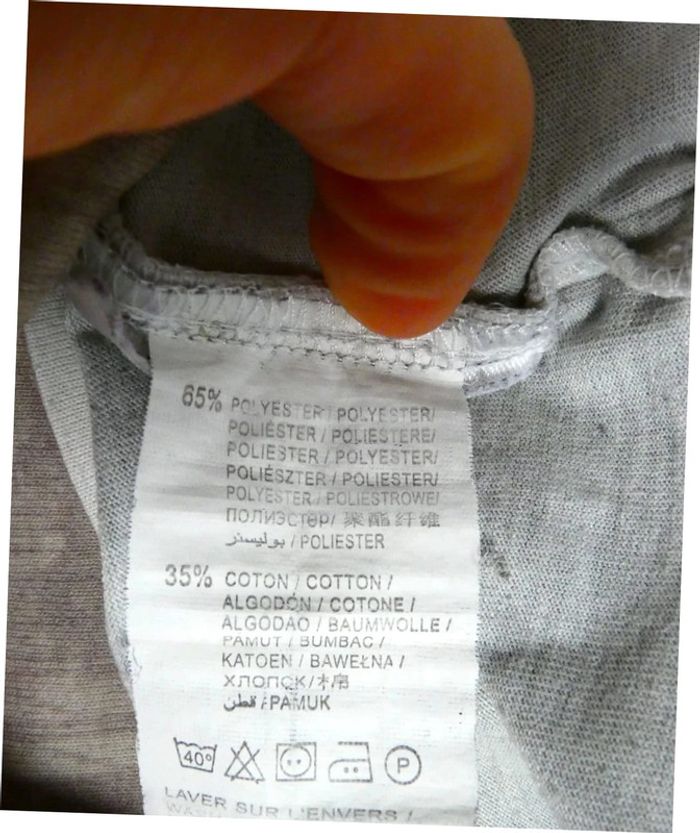 65% POLYESTER / POLYESTER/
POLIÉSTER / POLIESTERE/
POLIÉSTER / POLYESTER/
POLIÉSZTER / POLIESTER/
POLYESTER / POLIESTROWE/
ПОЛИЭСТЕР/ 聚酯纤维
بوليستر / POLIESTER
35% COTON / COTTON /
ALGODÓN / COTONE /
ALGODAO / BAUMWOLLE /
PAMUT / BUMBAC /
KATOEN / BAWEŁNA /
ХЛОПОК/棉
قطن /PAMUK
40° P
LAVER SUR L'ENVERS /